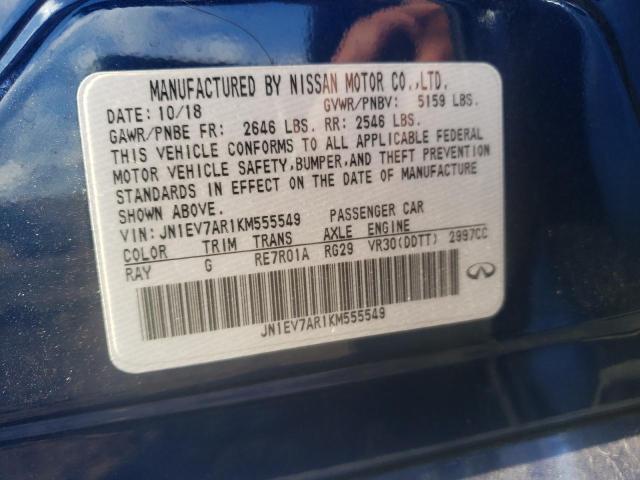 MANUFACTURED BY NISSAN MOTOR CO.,LTD.
DATE: 10/18 GVWR/PNBV: 5159 LBS.
GAWR/PNBE FR: 2646 LBS. RR: 2546 LBS.
THIS VEHICLE CONFORMS TO ALL APPLICABLE FEDERAL
MOTOR VEHICLE SAFETY, BUMPER, AND THEFT PREVENTION
STANDARDS IN EFFECT ON THE DATE OF MANUFACTURE
SHOWN ABOVE.
VIN: JN1EV7AR1KM555549 PASSENGER CAR
COLOR TRIM TRANS AXLE ENGINE
RAY G RE7R01A RG29 VR30(DDTT) 2997CC
JN1EV7AR1KM555549